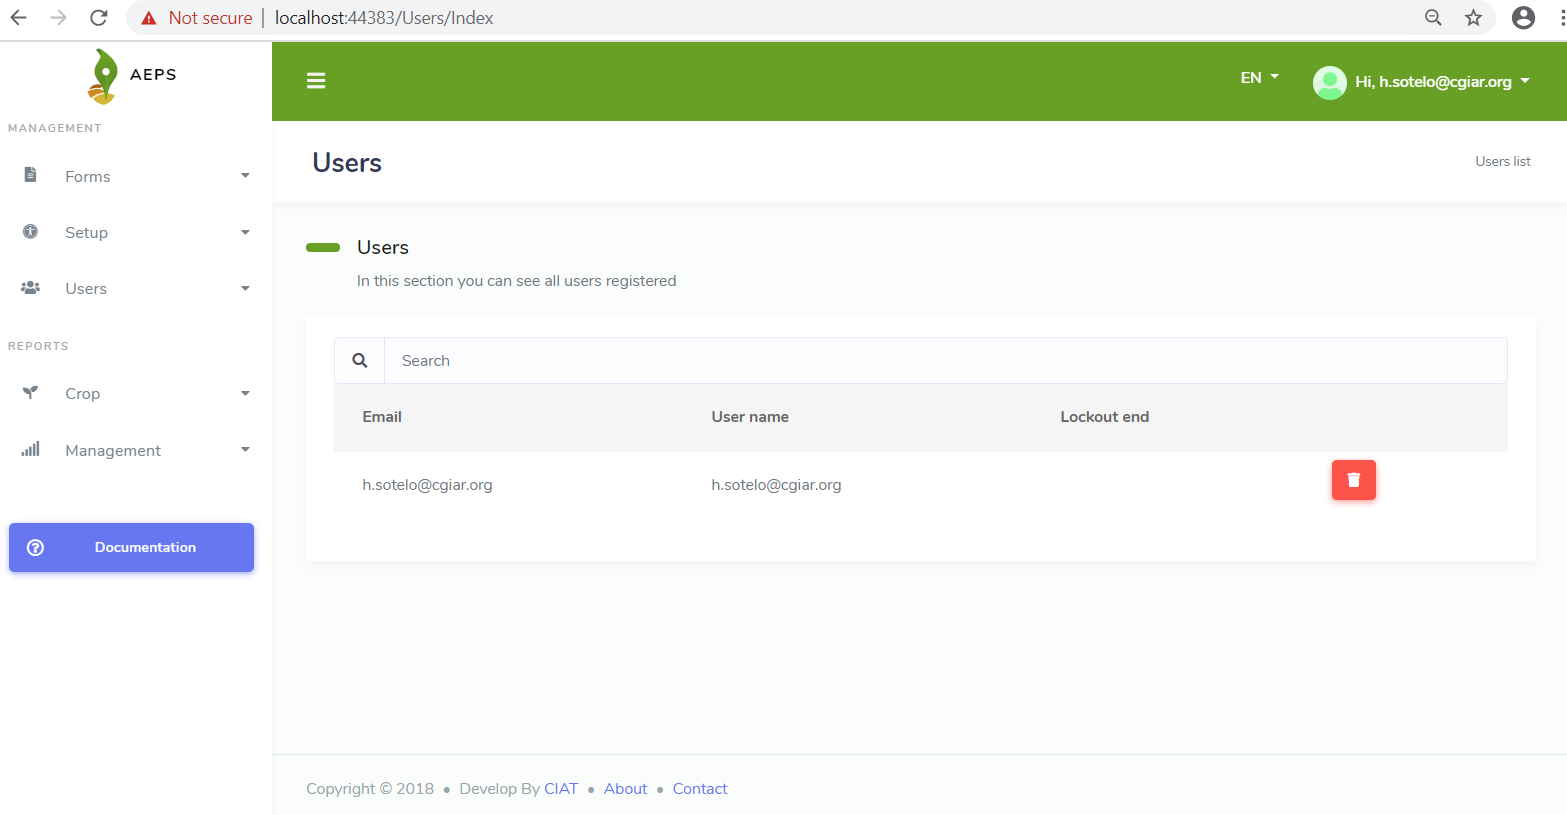 Not secure | localhost:44383/Users/Index
AEPS
EN
Hi, h.sotelo@cgiar.org
MANAGEMENT
Forms
Setup
Users
REPORTS
Crop
Management
Documentation
Users
Users list
Users
In this section you can see all users registered
Search
Email User name Lockout end
h.sotelo@cgiar.org h.sotelo@cgiar.org
Copyright © 2018 • Develop By CIAT • About • Contact